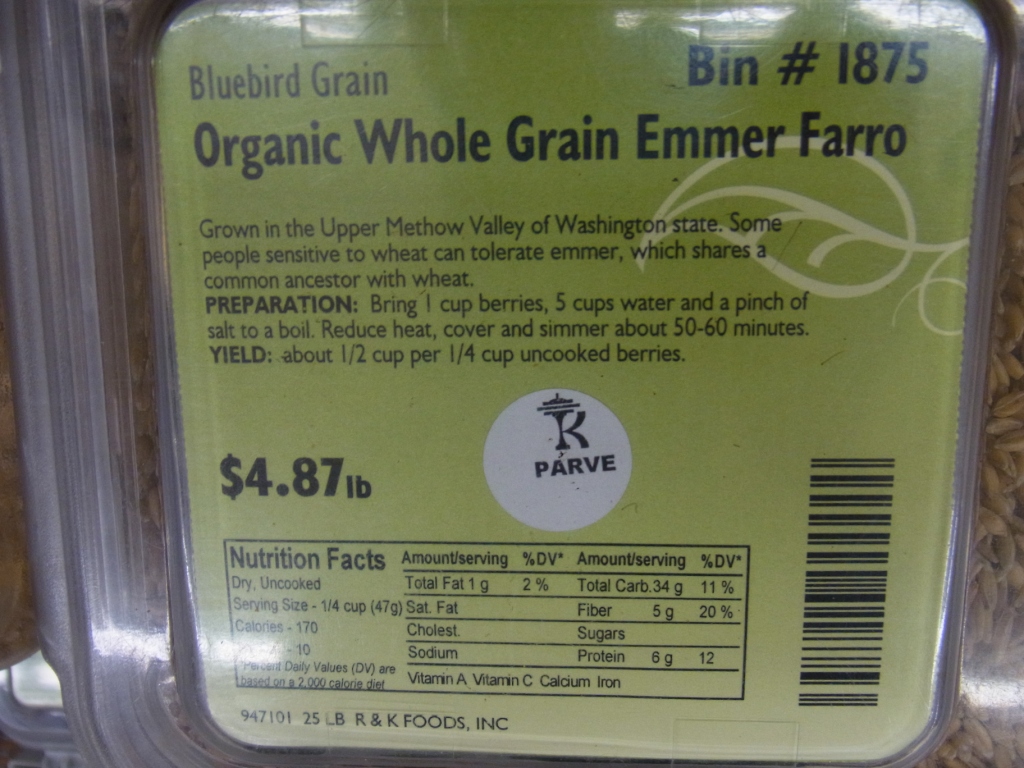 Bluebird Grain
Bin # 1875
Organic Whole Grain Emmer Farro
Grown in the Upper Methow Valley of Washington state. Some
people sensitive to wheat can tolerate emmer, which shares a
common ancestor with wheat.
PREPARATION: Bring 1 cup berries, 5 cups water and a pinch of
salt to a boil. Reduce heat, cover and simmer about 50-60 minutes.
YIELD: about 1/2 cup per 1/4 cup uncooked berries.
K
PARVE
$4.87lb
Nutrition Facts
Dry, Uncooked
Serving Size - 1/4 cup (47g)
Calories - 170
- 10
Percent Daily Values (DV) are
based on a 2,000 calorie diet
Amount/serving %DV* Amount/serving %DV*
Total Fat 1 g 2 % Total Carb. 34 g 11 %
Sat. Fat Fiber 5 g 20 %
Cholest. Sugars
Sodium Protein 6 g 12
Vitamin A Vitamin C Calcium Iron
947101 25 LB R & K FOODS, INC